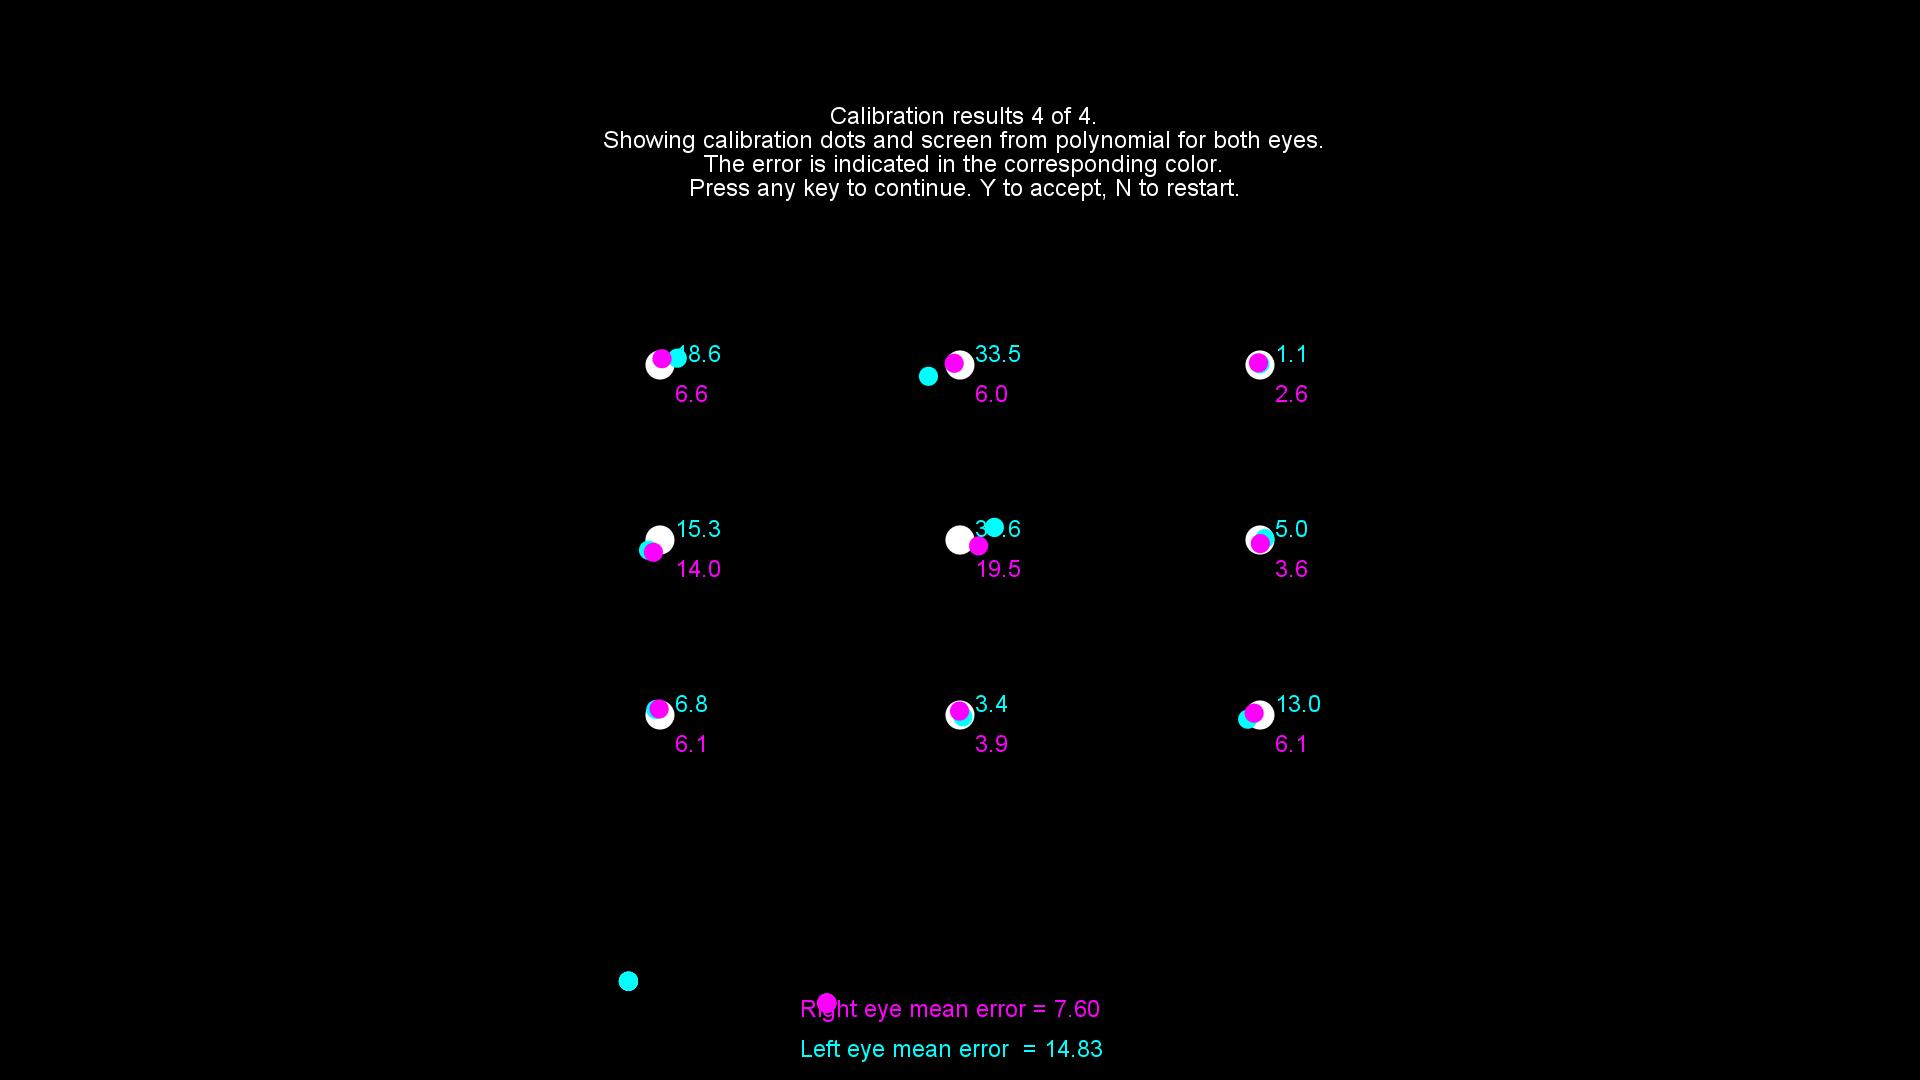 Calibration results 4 of 4.
Showing calibration dots and screen from polynomial for both eyes.
The error is indicated in the corresponding color.
Press any key to continue. Y to accept, N to restart.
18.6 33.5 1.1
6.6 6.0 2.6
15.3 5.0
14.0 19.5 3.6
6.8 3.4 13.0
6.1 3.9 6.1
Right eye mean error = 7.60
Left eye mean error = 14.83